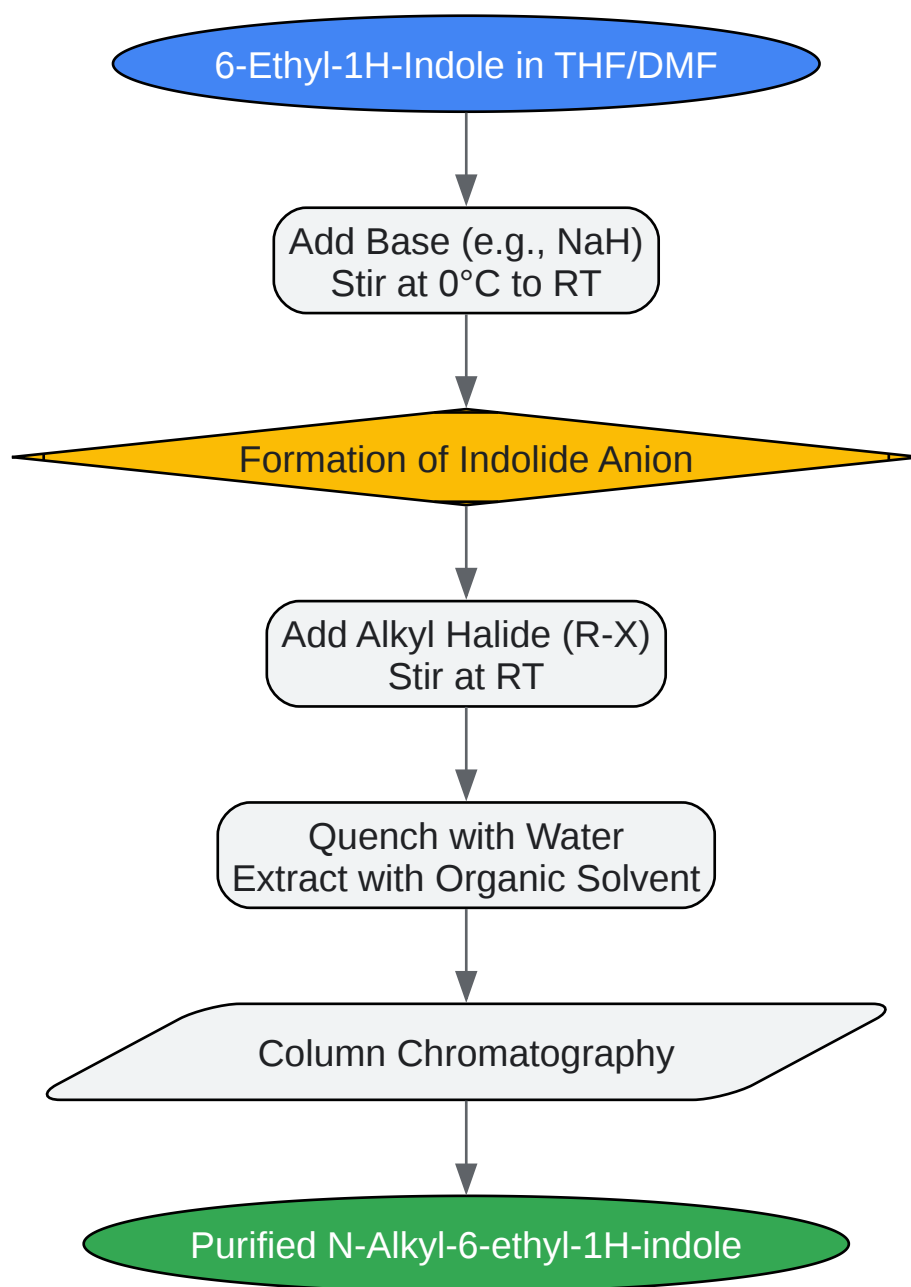 6-Ethyl-1H-Indole in THF/DMF
Add Base (e.g., NaH)
Stir at 0°C to RT
Formation of Indolide Anion
Add Alkyl Halide (R-X)
Stir at RT
Quench with Water
Extract with Organic Solvent
Column Chromatography
Purified N-Alkyl-6-ethyl-1H-indole